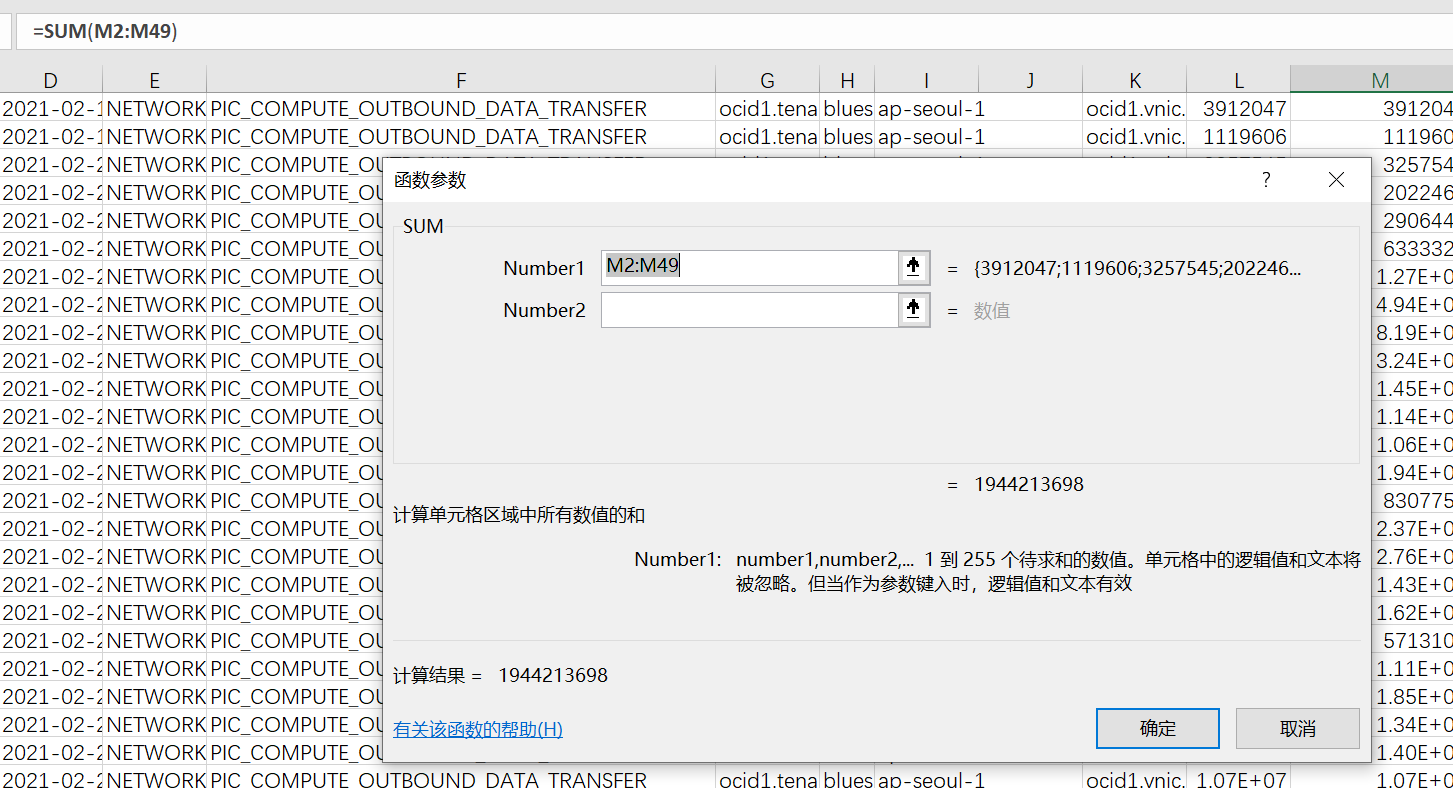 =SUM(M2:M49)
D E F G H I J K L M
2021-02-1 NETWORK PIC_COMPUTE_OUTBOUND_DATA_TRANSFER ocid1.tena blues ap-seoul-1 ocid1.vnic. 3912047 391204
2021-02-1 NETWORK PIC_COMPUTE_OUTBOUND_DATA_TRANSFER ocid1.tena blues ap-seoul-1 ocid1.vnic. 1119606 111960
2021-02-2 NETWORK PIC_COMPUTE_OUTBOUND_DATA_TRANSFER 325754
函数参数 ?
2021-02-2 NETWORK PIC_COMPUTE_OU 202246
2021-02-2 NETWORK PIC_COMPUTE_OU 290644
SUM
2021-02-2 NETWORK PIC_COMPUTE_OU 633332
Number1 M2:M49 = {3912047;1119606;3257545;202246...
2021-02-2 NETWORK PIC_COMPUTE_OU 1.27E+0
2021-02-2 NETWORK PIC_COMPUTE_OU 4.94E+0
Number2 = 数值
2021-02-2 NETWORK PIC_COMPUTE_OU 8.19E+0
2021-02-2 NETWORK PIC_COMPUTE_OU 3.24E+0
2021-02-2 NETWORK PIC_COMPUTE_OU 1.45E+0
2021-02-2 NETWORK PIC_COMPUTE_OU 1.14E+0
2021-02-2 NETWORK PIC_COMPUTE_OU 1.06E+0
2021-02-2 NETWORK PIC_COMPUTE_OU 1.94E+0
= 1944213698
2021-02-2 NETWORK PIC_COMPUTE_OU 830775
计算单元格区域中所有数值的和
2021-02-2 NETWORK PIC_COMPUTE_OU 2.37E+0
2021-02-2 NETWORK PIC_COMPUTE_OU 2.76E+0
Number1: number1,number2,... 1 到 255 个待求和的数值。单元格中的逻辑值和文本将
被忽略。但当作为参数键入时，逻辑值和文本有效
2021-02-2 NETWORK PIC_COMPUTE_OU 1.43E+0
2021-02-2 NETWORK PIC_COMPUTE_OU 1.62E+0
2021-02-2 NETWORK PIC_COMPUTE_OU 571310
2021-02-2 NETWORK PIC_COMPUTE_OU 1.11E+0
计算结果 = 1944213698
2021-02-2 NETWORK PIC_COMPUTE_OU 1.85E+0
2021-02-2 NETWORK PIC_COMPUTE_OU 1.34E+0
有关该函数的帮助(H) 确定 取消
2021-02-2 NETWORK PIC_COMPUTE_OU 1.40E+0
2021-02-2 NETWORK PIC_COMPUTE_OUTBOUND_DATA_TRANSFER ocid1.tena blues ap-seoul-1 ocid1.vnic. 1.07E+07 1.07E+0